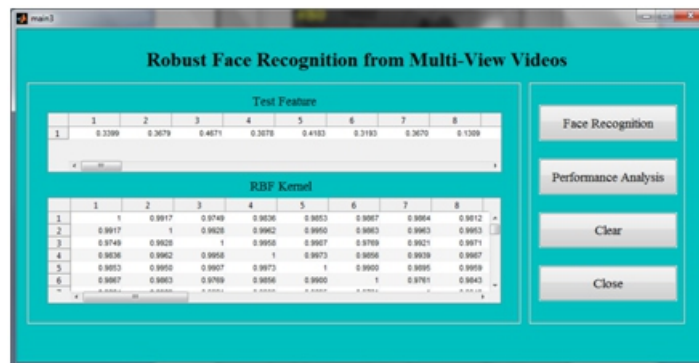 main3
Robust Face Recognition from Multi-View Videos
Test Feature
1 2 3 4 5 6 7 8
1 0.3399 0.3679 0.4671 0.3878 0.4183 0.3193 0.3670 0.1309
RBF Kernel
1 2 3 4 5 6 7 8
1 1 0.9917 0.9749 0.9836 0.9853 0.9867 0.9864 0.9812
2 0.9917 1 0.9928 0.9962 0.9950 0.9863 0.9963 0.9953
3 0.9749 0.9928 1 0.9958 0.9907 0.9769 0.9921 0.9971
4 0.9836 0.9962 0.9958 1 0.9973 0.9856 0.9939 0.9967
5 0.9853 0.9950 0.9907 0.9973 1 0.9900 0.9895 0.9959
6 0.9867 0.9863 0.9769 0.9856 0.9900 1 0.9761 0.9843
Face Recognition
Performance Analysis
Clear
Close